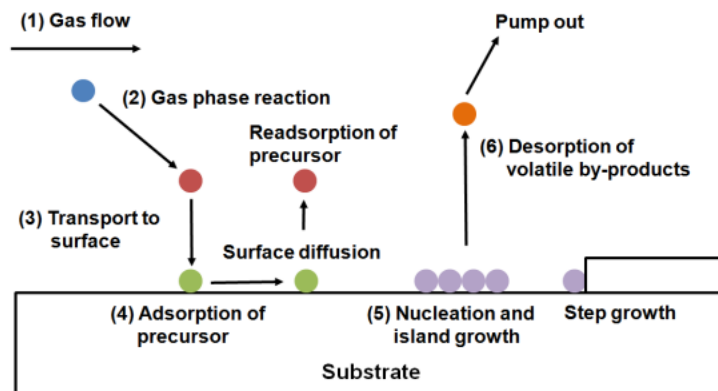 (1) Gas flow
Pump out
(2) Gas phase reaction
Readsorption of
precursor
(6) Desorption of
volatile by-products
(3) Transport to
surface
Surface diffusion
(4) Adsorption of
precursor
(5) Nucleation and
island growth
Step growth
Substrate